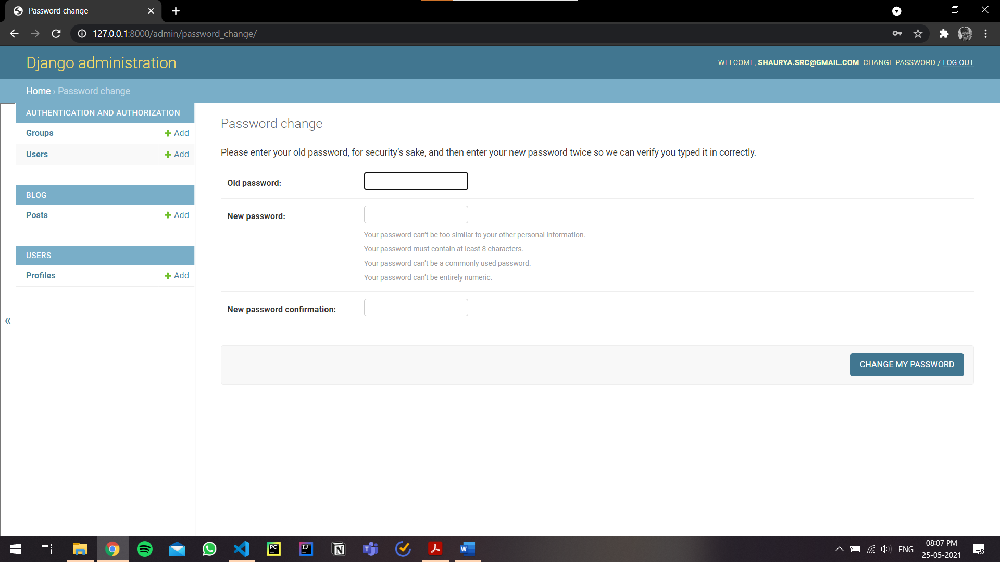 Password change
127.0.0.1:8000/admin/password_change/
Django administration
WELCOME, SHAURYA.SRC@GMAIL.COM. CHANGE PASSWORD / LOG OUT
Home › Password change
AUTHENTICATION AND AUTHORIZATION
Groups + Add
Users + Add
BLOG
Posts + Add
USERS
Profiles + Add
«
Password change
Please enter your old password, for security’s sake, and then enter your new password twice so we can verify you typed it in correctly.
Old password:
New password:
Your password can’t be too similar to your other personal information.
Your password must contain at least 8 characters.
Your password can’t be a commonly used password.
Your password can’t be entirely numeric.
New password confirmation:
CHANGE MY PASSWORD
PC
IJ
N
T
W
ENG
08:07 PM
25-05-2021